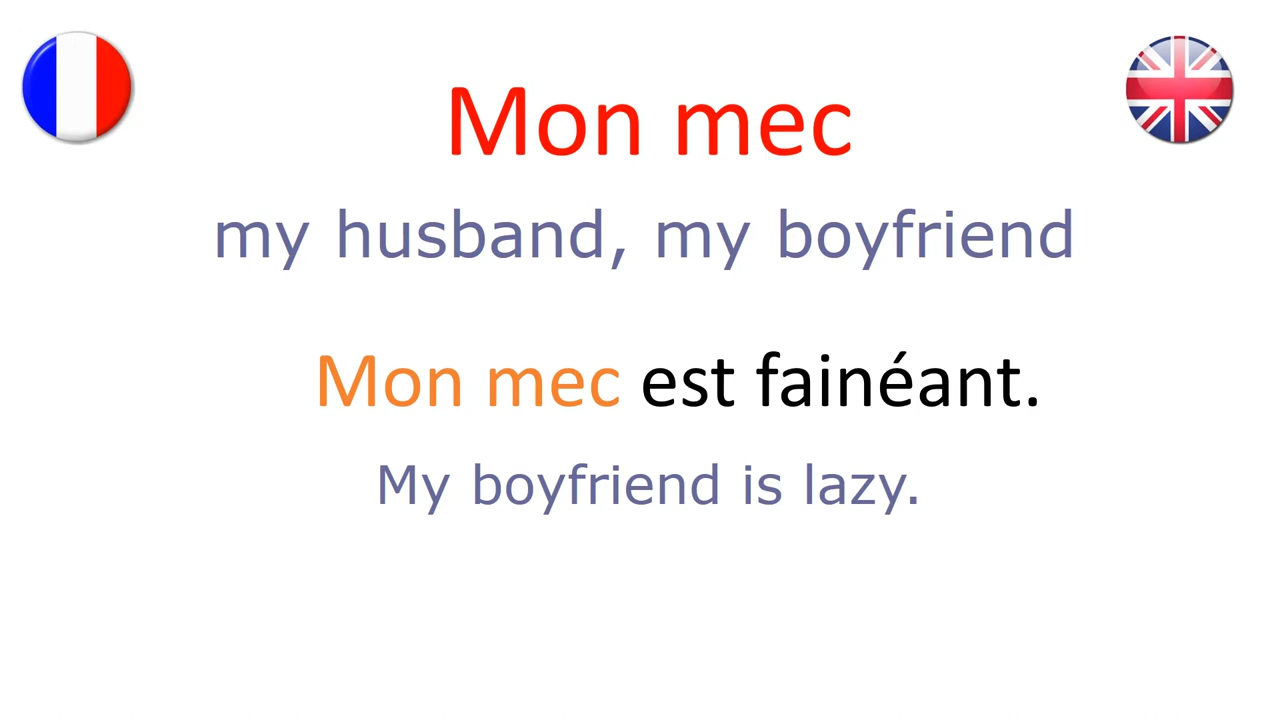 Mon mec
my husband, my boyfriend
Mon mec est fainéant.
My boyfriend is lazy.